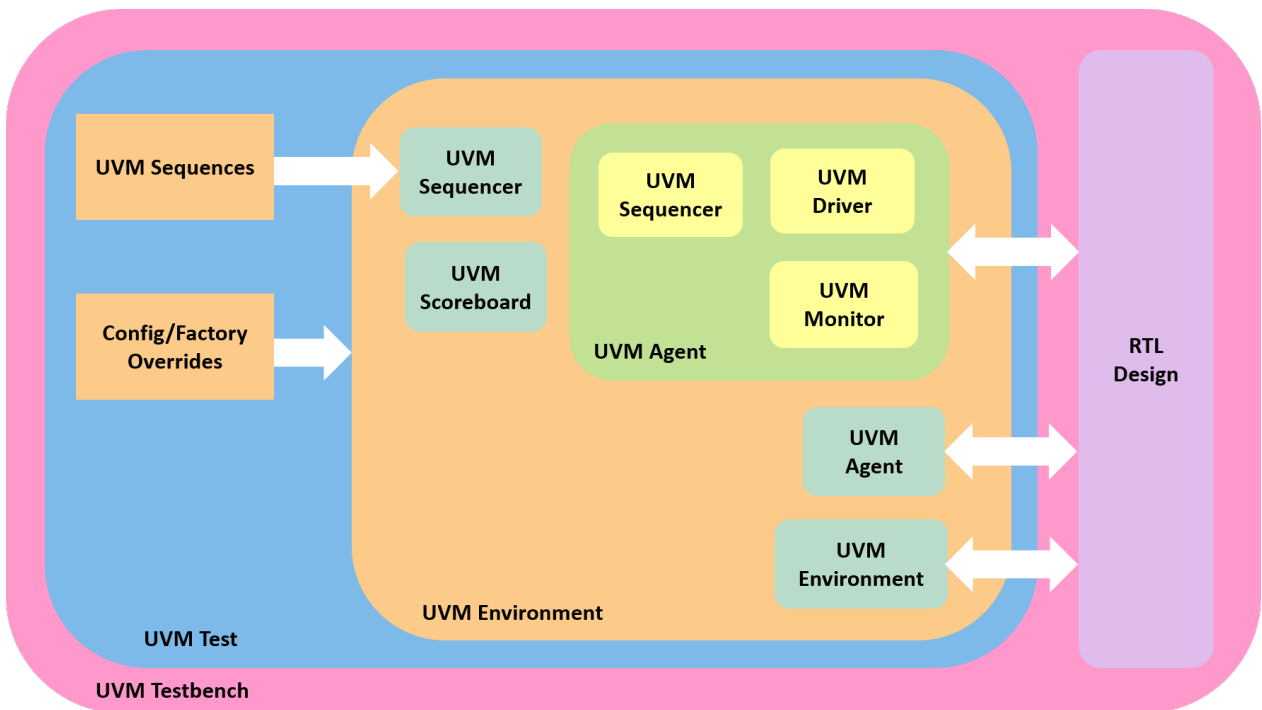 UVM Sequences
Config/Factory
Overrides
UVM
Sequencer
UVM
Scoreboard
UVM
Sequencer
UVM
Driver
UVM
Monitor
UVM Agent
UVM
Agent
UVM
Environment
UVM Environment
UVM Test
UVM Testbench
RTL
Design